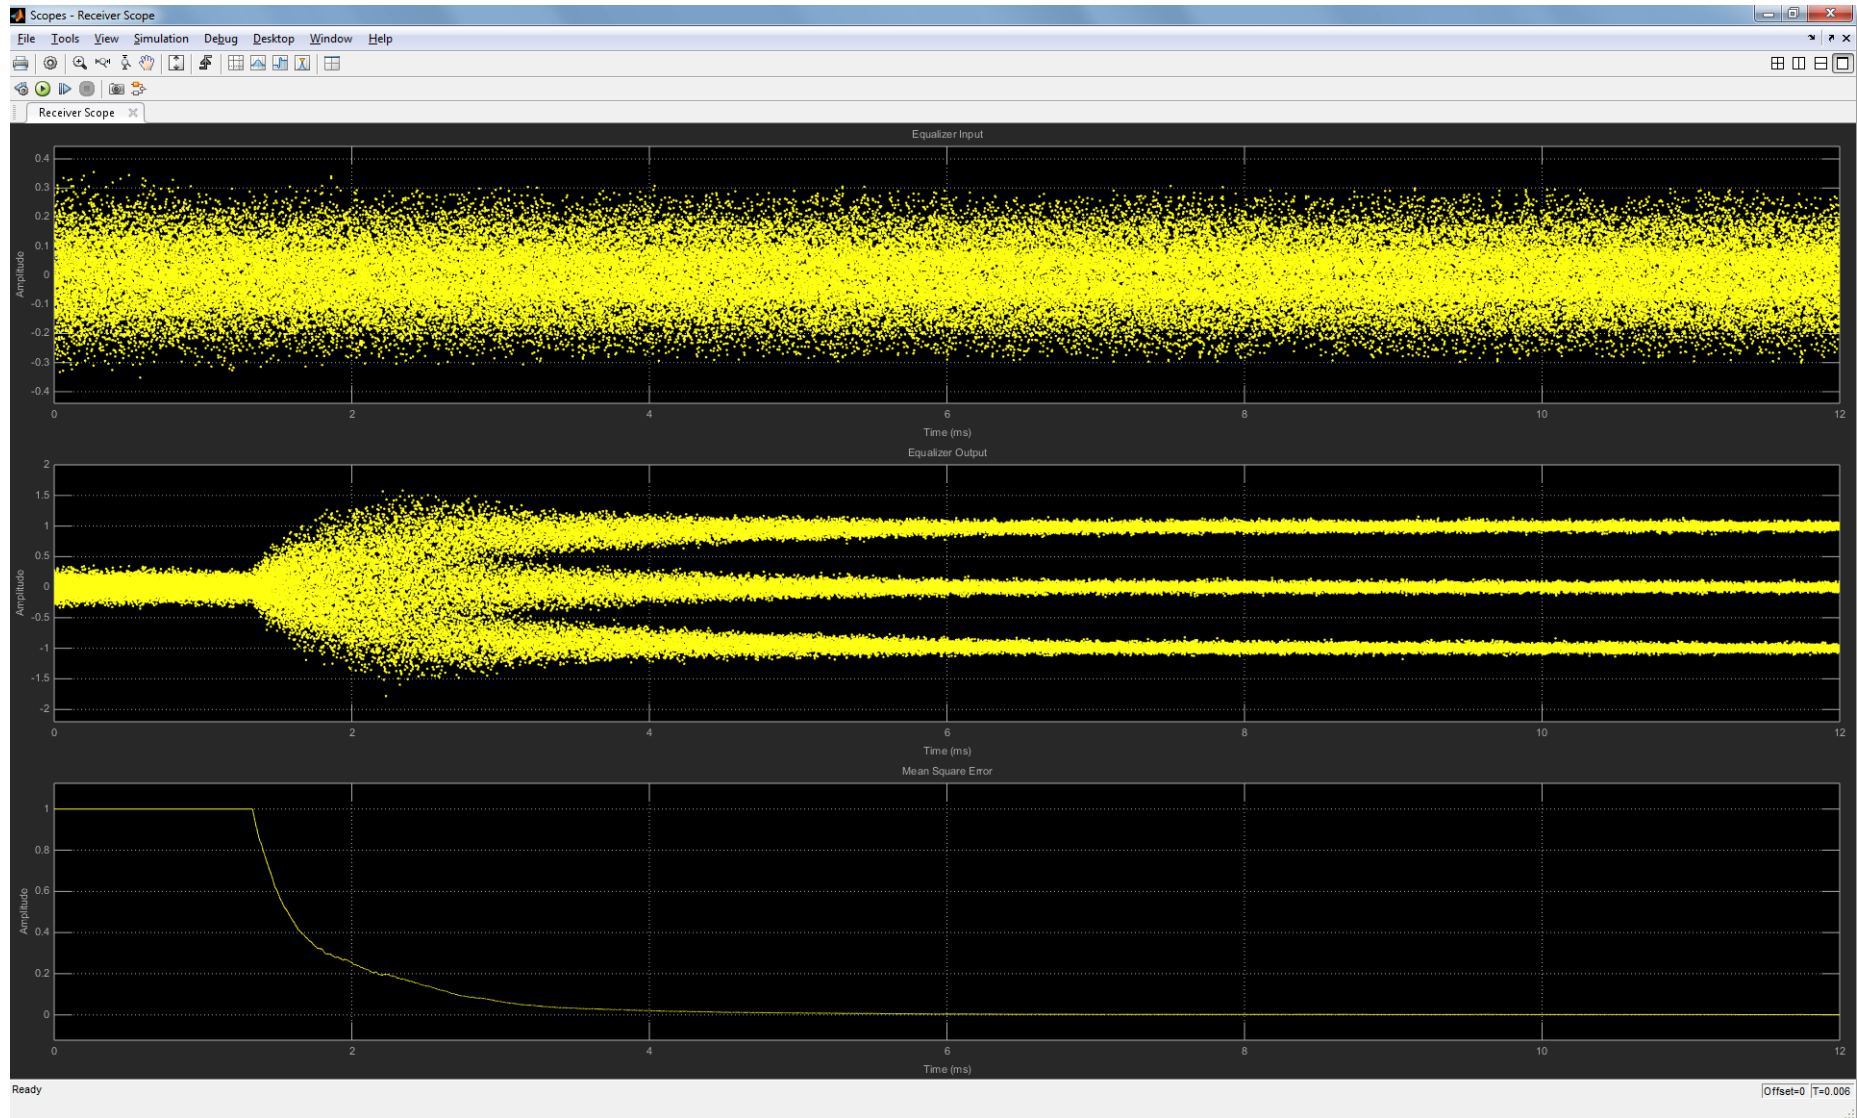 Scopes - Receiver Scope
File Tools View Simulation Debug Desktop Window Help
Receiver Scope
Equalizer Input
Amplitude
0.4
0.3
0.2
0.1
0
-0.1
-0.2
-0.3
-0.4
0 2 4 6 8 10 12
Time (ms)
Equalizer Output
Amplitude
2
1.5
1
0.5
0
-0.5
-1
-1.5
-2
0 2 4 6 8 10 12
Time (ms)
Mean Square Error
Amplitude
1
0.8
0.6
0.4
0.2
0
0 2 4 6 8 10 12
Time (ms)
Ready
Offset=0 T=0.006